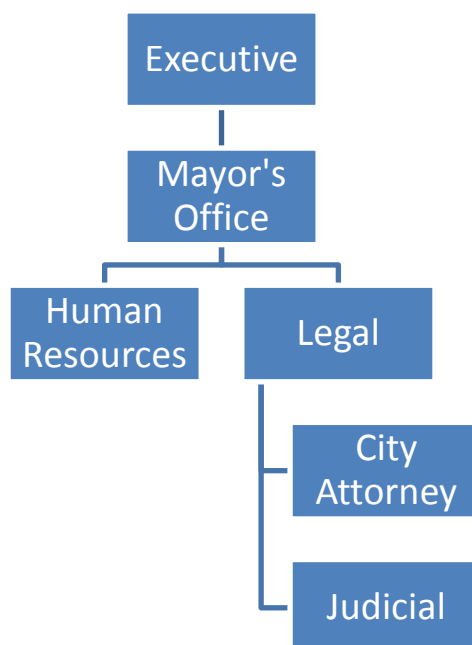 Executive
Mayor's
Office
Human
Resources
Legal
City
Attorney
Judicial